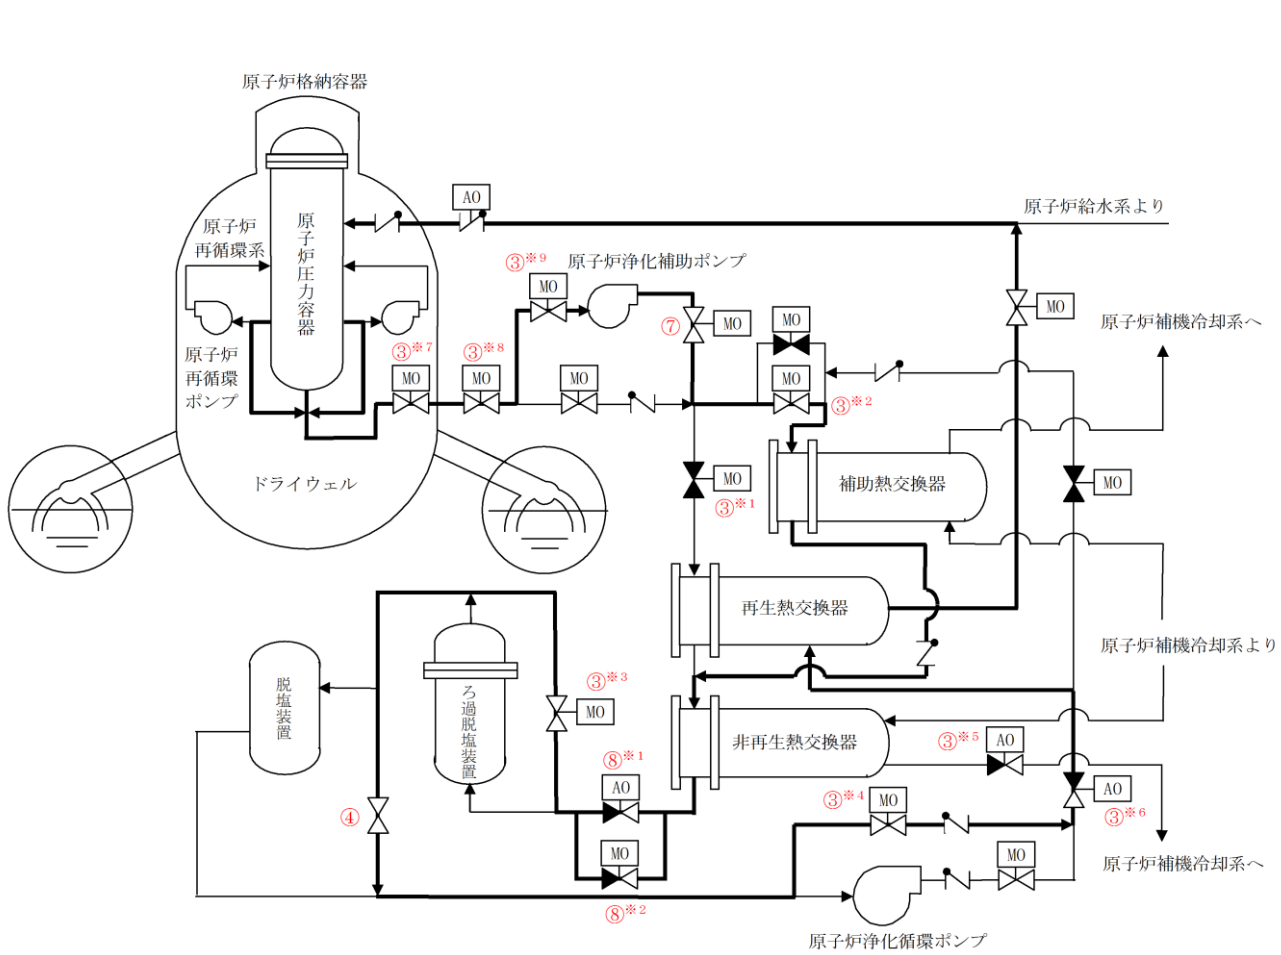 原子炉格納容器
AO
原子炉給水系より
原子炉
再循環系
原子炉圧力容器
③※9
原子炉浄化補助ポンプ
MO
MO
⑦
MO
MO
原子炉補機冷却系へ
原子炉
再循環
ポンプ
③※7
③※8
MO
MO
MO
MO
③※2
ドライウェル
MO
③※1
補助熱交換器
MO
再生熱交換器
原子炉補機冷却系より
脱塩装置
ろ過脱塩装置
③※3
MO
非再生熱交換器
③※5
AO
⑧※1
AO
③※4
MO
AO
③※6
④
MO
MO
原子炉補機冷却系へ
⑧※2
原子炉浄化循環ポンプ